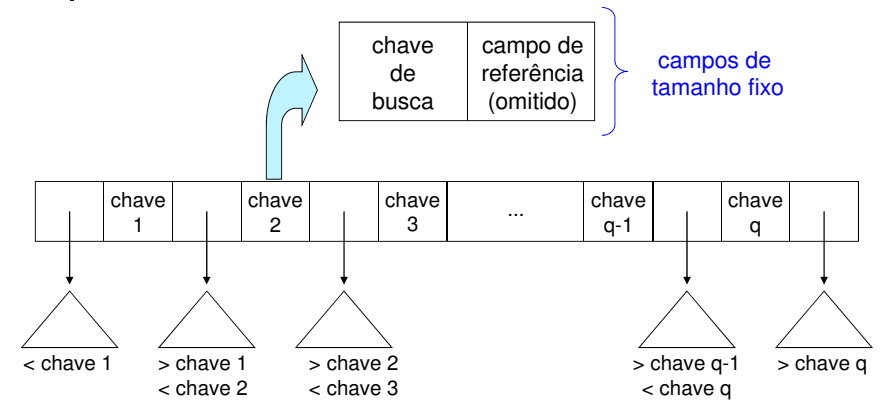 chave
de
busca
campo de
referência
(omitido)
campos de
tamanho fixo
chave
1
chave
2
chave
3
...
chave
q-1
chave
q
< chave 1
> chave 1
< chave 2
> chave 2
< chave 3
> chave q-1
< chave q
> chave q